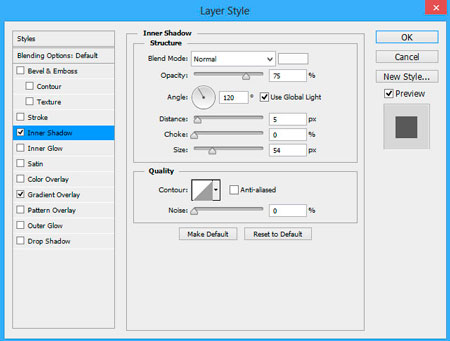 Layer Style
Styles
Blending Options: Default
Bevel & Emboss
Contour
Texture
Stroke
Inner Shadow
Inner Glow
Satin
Color Overlay
Gradient Overlay
Pattern Overlay
Outer Glow
Drop Shadow
Inner Shadow
Structure
Blend Mode: Normal
Opacity: 75 %
Angle: 120 ° Use Global Light
Distance: 5 px
Choke: 0 %
Size: 54 px
Quality
Contour: Anti-aliased
Noise: 0 %
Make Default Reset to Default
OK
Cancel
New Style...
Preview